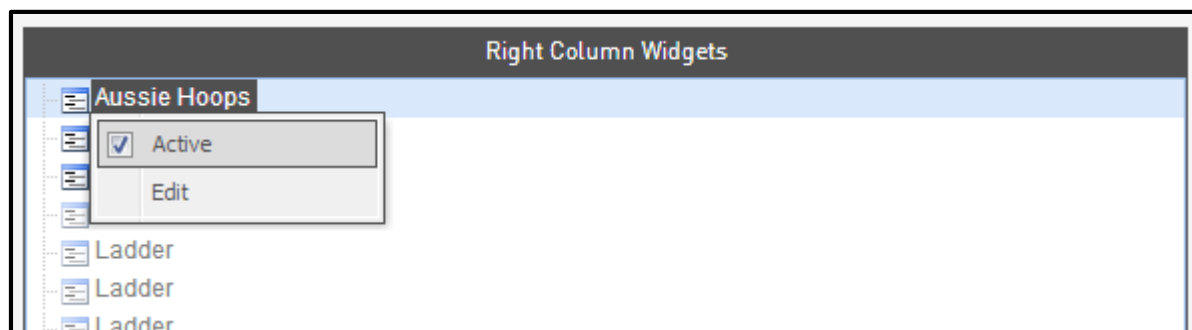 Right Column Widgets
Aussie Hoops
Active
Edit
Ladder
Ladder
Ladder